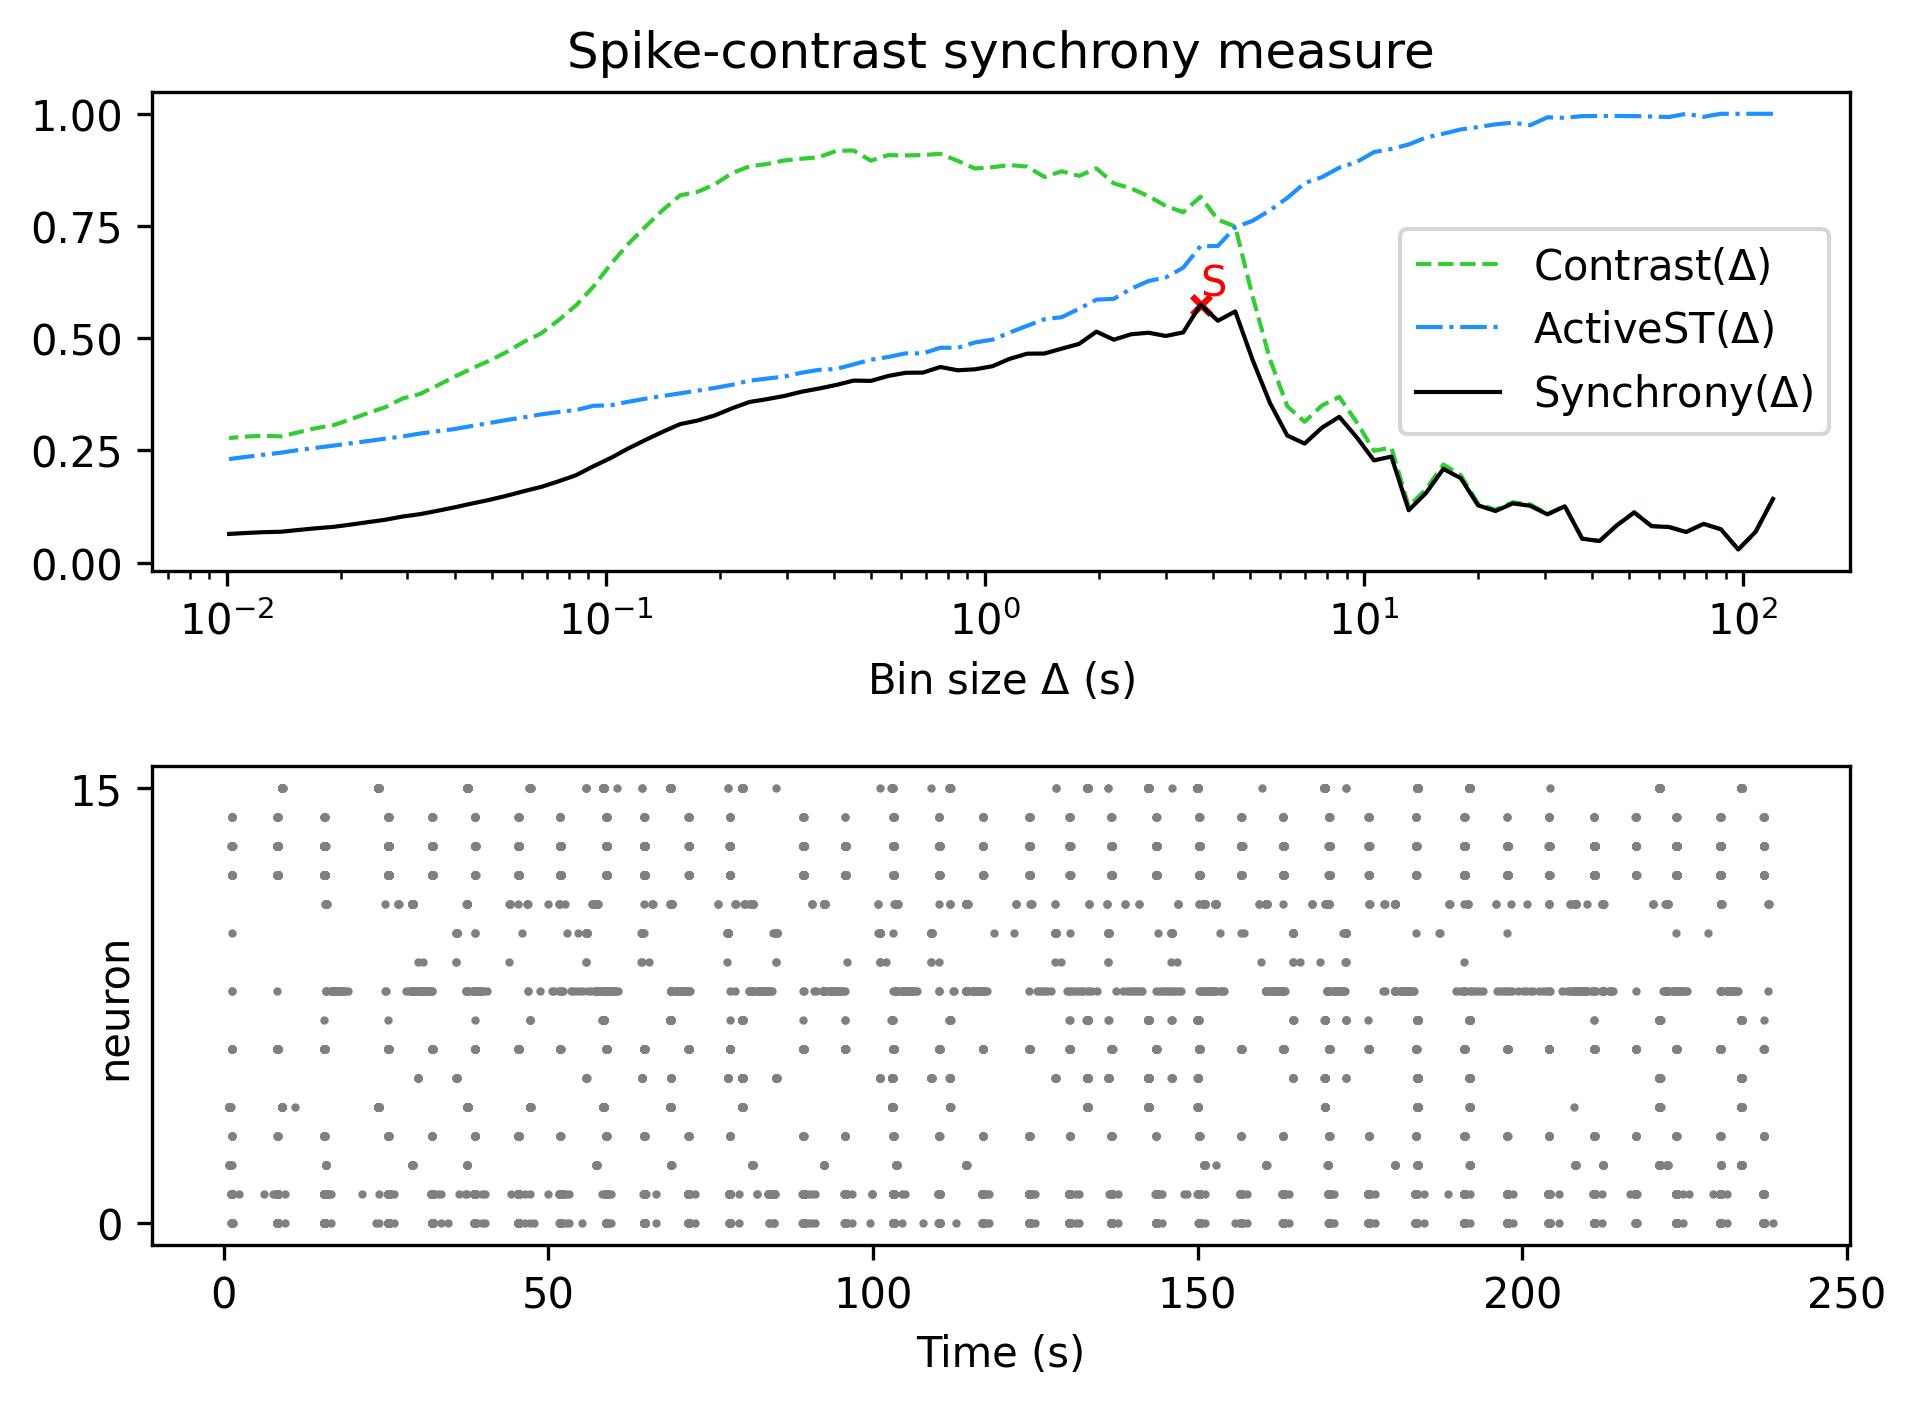 Spike-contrast synchrony measure
1.00
0.75
0.50
0.25
0.00
S
Contrast(Δ)
ActiveST(Δ)
Synchrony(Δ)
10⁻² 10⁻¹ 10⁰ 10¹ 10²
Bin size Δ (s)
15
neuron
0
0 50 100 150 200 250
Time (s)